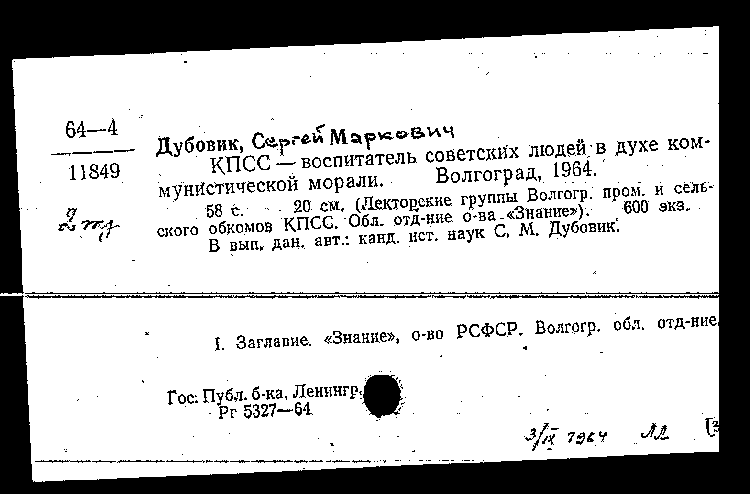 64—4
11849
Дубовик, Сергей Маркович
КПСС — воспитатель советских людей в духе ком-
мунистической морали. Волгоград, 1964.
58 с. 20 см. (Лекторские группы Волгогр. пром. и сель-
ского обкомов КПСС. Обл. отд-ние о-ва «Знание»). 600 экз.
В вып. дан. авт.: канд. ист. наук С. М. Дубовик.
I. Заглавие. «Знание», о-во РСФСР. Волгогр. обл. отд-ние.
Гос. Публ. б-ка, Ленингр.
Рг 5327—64
3/IX 1964